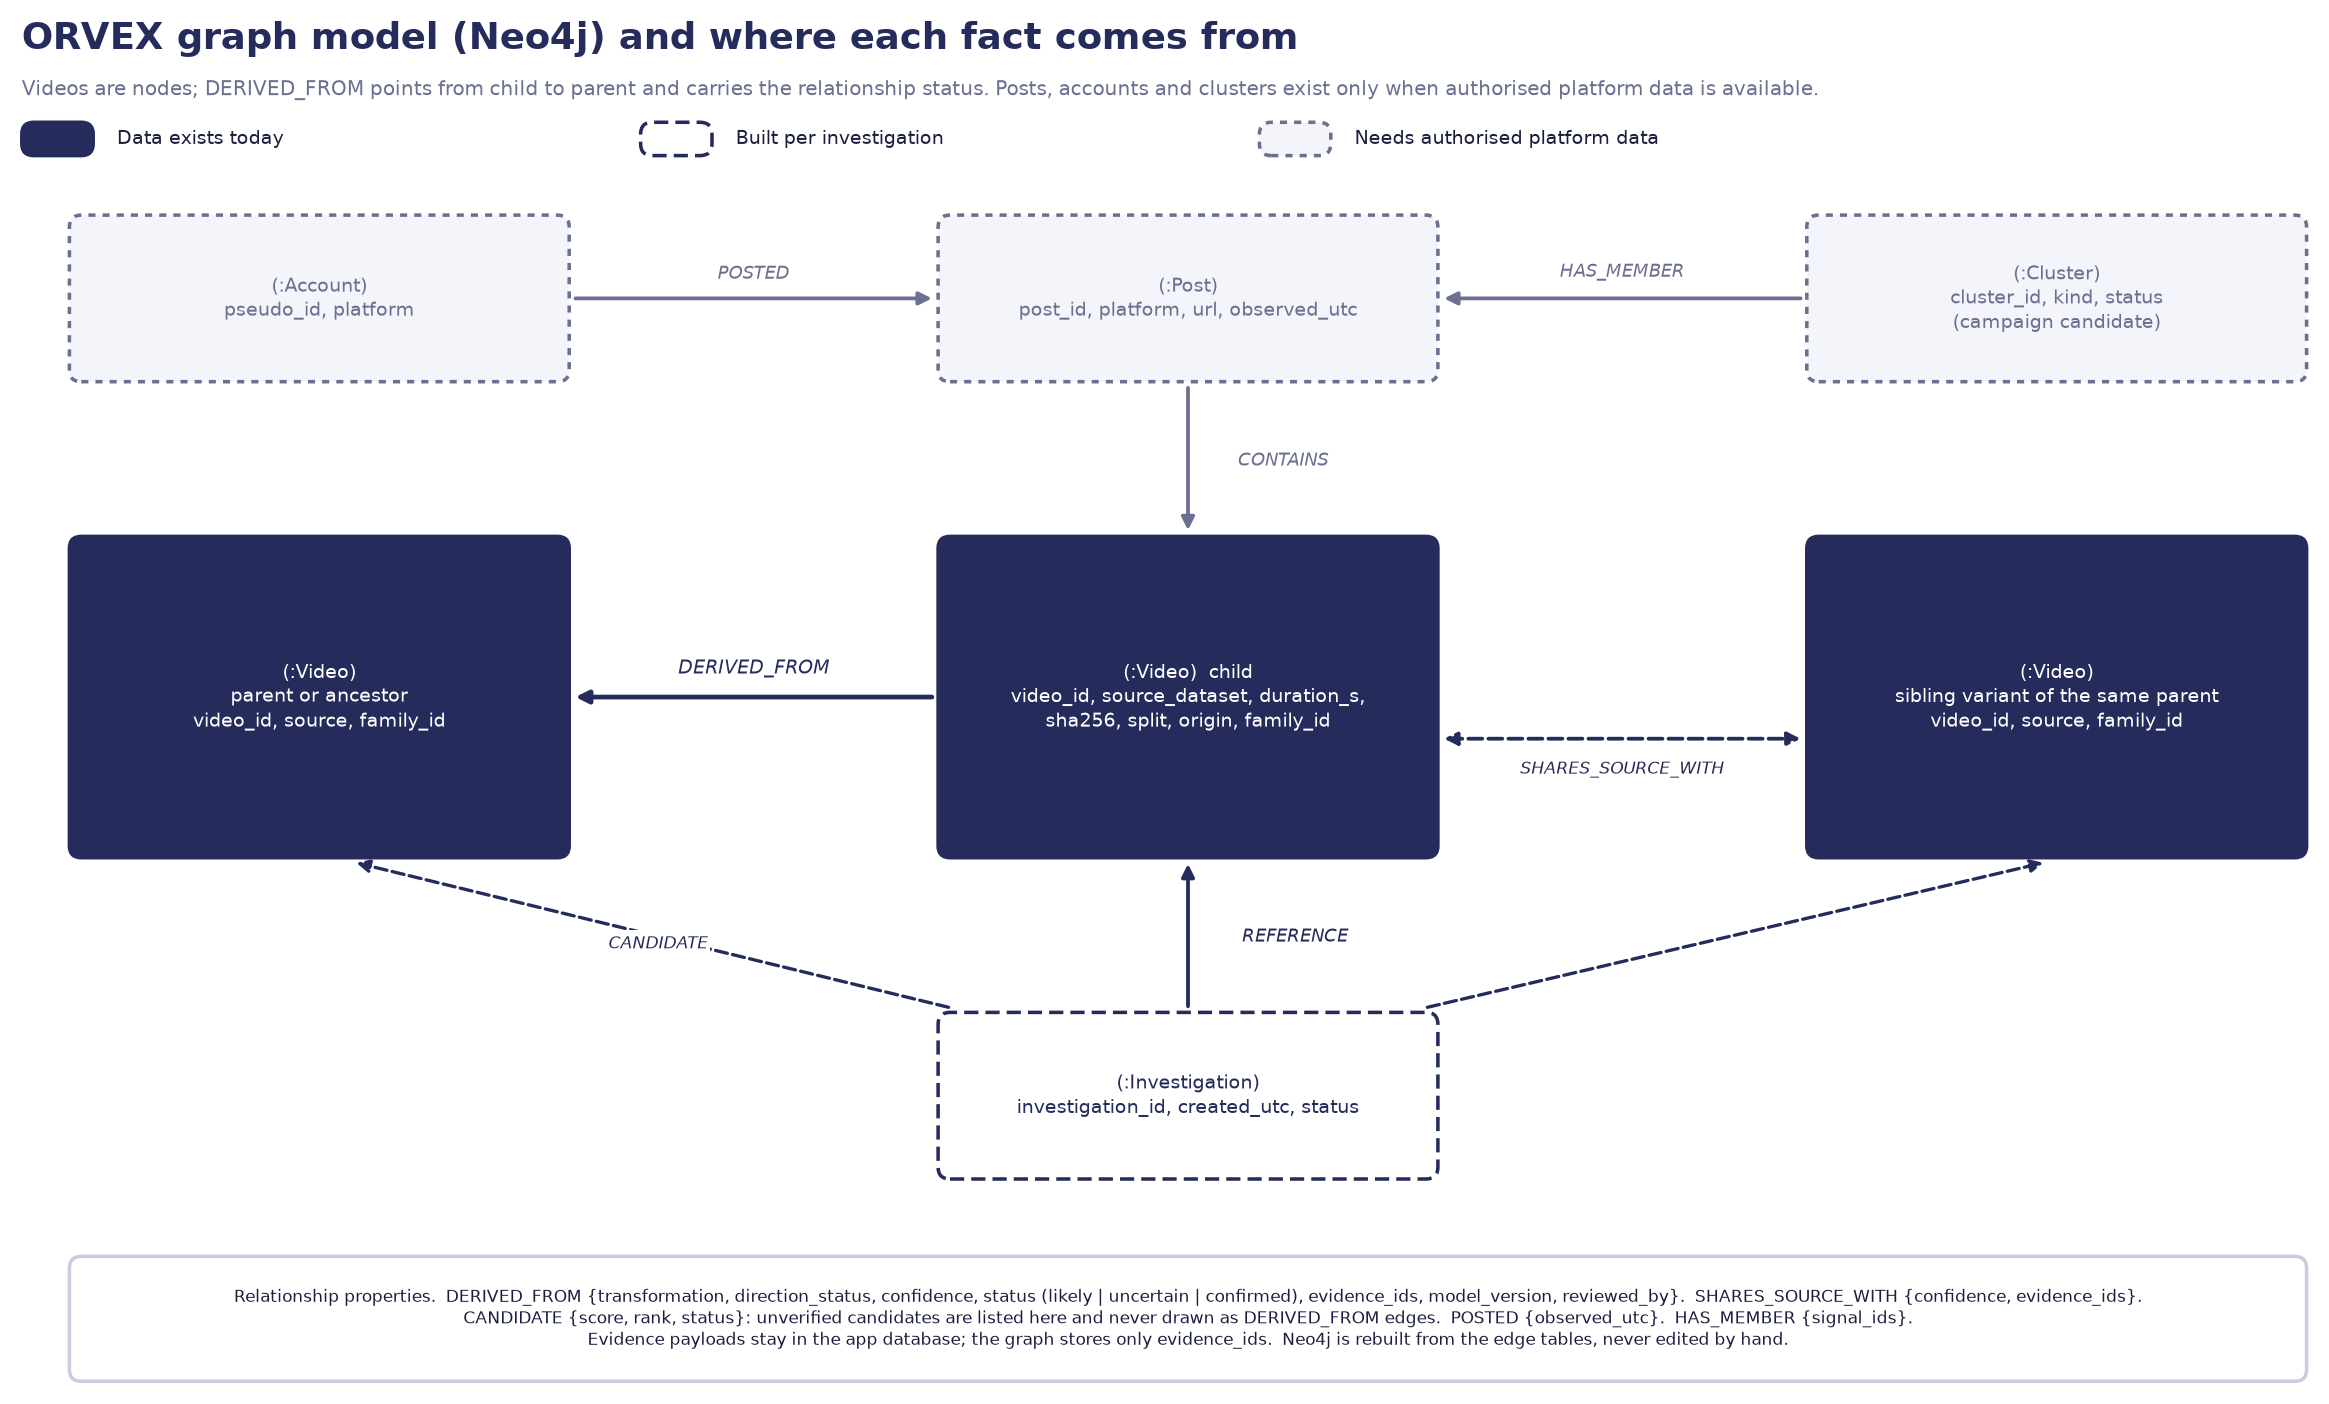 ORVEX graph model (Neo4j) and where each fact comes from
Videos are nodes; DERIVED_FROM points from child to parent and carries the relationship status. Posts, accounts and clusters exist only when authorised platform data is available.
Data exists today
Built per investigation
Needs authorised platform data
(:Account)
pseudo_id, platform
POSTED
(:Post)
post_id, platform, url, observed_utc
HAS_MEMBER
(:Cluster)
cluster_id, kind, status
(campaign candidate)
CONTAINS
(:Video)
parent or ancestor
video_id, source, family_id
DERIVED_FROM
(:Video)  child
video_id, source_dataset, duration_s,
sha256, split, origin, family_id
SHARES_SOURCE_WITH
(:Video)
sibling variant of the same parent
video_id, source, family_id
CANDIDATE
REFERENCE
(:Investigation)
investigation_id, created_utc, status
Relationship properties.  DERIVED_FROM {transformation, direction_status, confidence, status (likely | uncertain | confirmed), evidence_ids, model_version, reviewed_by}.  SHARES_SOURCE_WITH {confidence, evidence_ids}.
CANDIDATE {score, rank, status}: unverified candidates are listed here and never drawn as DERIVED_FROM edges.  POSTED {observed_utc}.  HAS_MEMBER {signal_ids}.
Evidence payloads stay in the app database; the graph stores only evidence_ids.  Neo4j is rebuilt from the edge tables, never edited by hand.